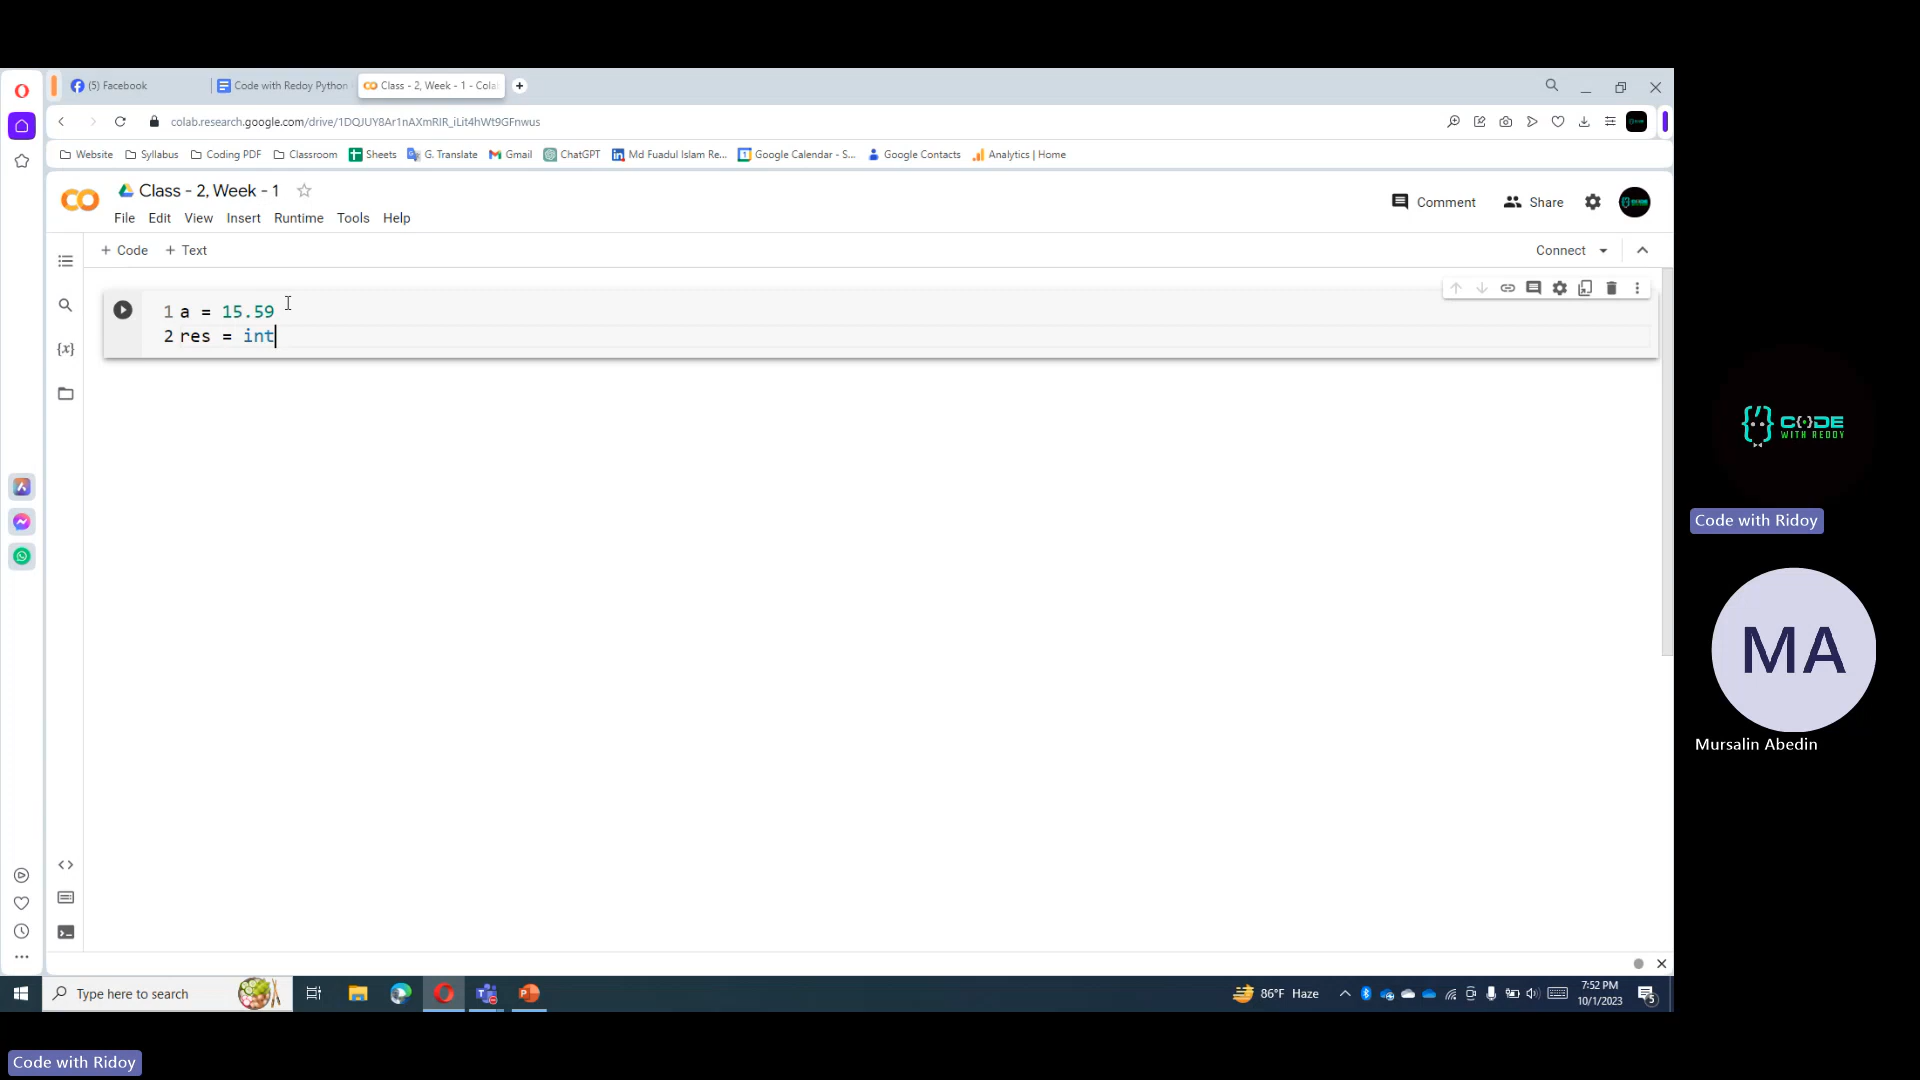 (5) Facebook
Code with Redoy Python
Class - 2, Week - 1 - Cola
colab.research.google.com/drive/1DQJUY8Ar1nAXmRIR_iLit4hWt9GFnwus
Website
Syllabus
Coding PDF
Classroom
Sheets
G. Translate
Gmail
ChatGPT
Md Fuadul Islam Re...
Google Calendar - S...
Google Contacts
Analytics | Home
Class - 2, Week - 1
Comment
Share
File Edit View Insert Runtime Tools Help
+ Code + Text
Connect
1 a = 15.59
2 res = int
{x}
CODE
WITH REDOY
Code with Ridoy
MA
Mursalin Abedin
Type here to search
86°F Haze
7:52 PM
10/1/2023
5
Code with Ridoy